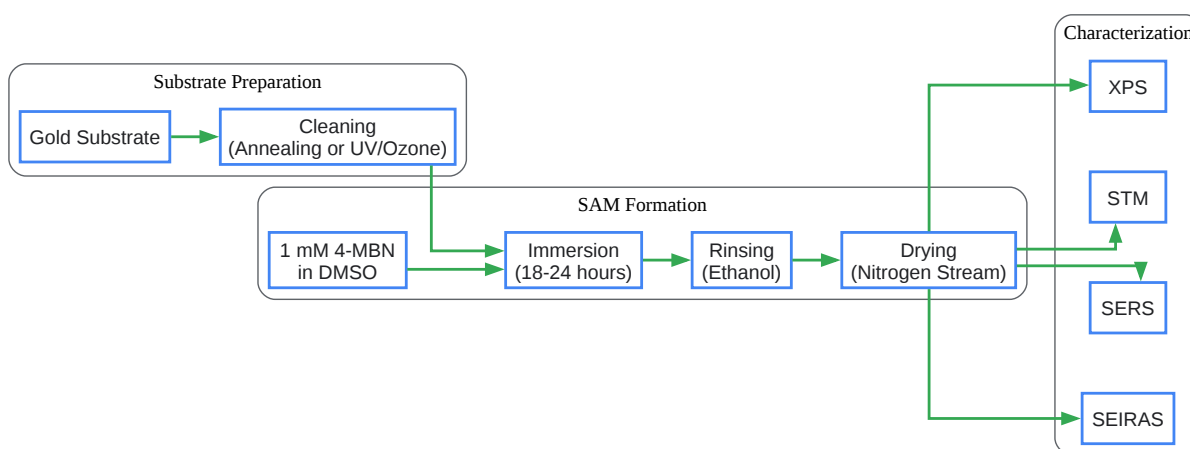 Substrate Preparation
Gold Substrate
Cleaning
(Annealing or UV/Ozone)
SAM Formation
1 mM 4-MBN
in DMSO
Immersion
(18-24 hours)
Rinsing
(Ethanol)
Drying
(Nitrogen Stream)
Characterization
XPS
STM
SERS
SEIRAS